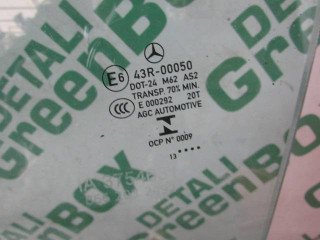 DETALI
GreenBOX
E6 43R-00050
DOT-24 M62 AS2
TRANSP. 70% MIN.
CCC E 000292 20T
AGC AUTOMOTIVE
OCP N° 0009
13 ****
DETALI
GreenBOX